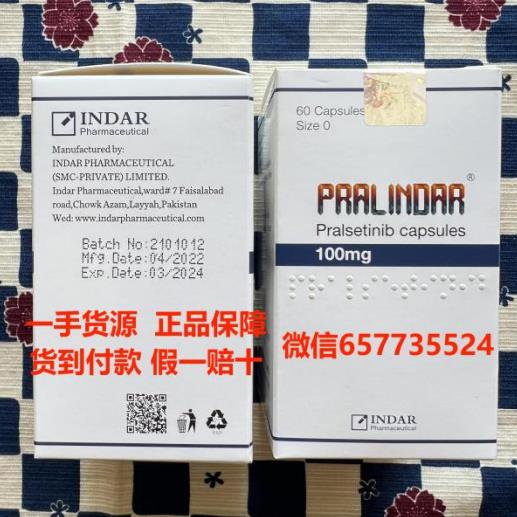 INDAR
Pharmaceutical
Manufactured by:
INDAR PHARMACEUTICAL
(SMC-PRIVATE) LIMITED.
Indar Pharmaceutical,ward# 7 Faisalabad
road,Chowk Azam,Layyah,Pakistan
Wed: www.indarpharmaceutical.com
Batch No:2101012
Mfg.Date:04/2022
Exp.Date:03/2024
一手货源 正品保障
货到付款 假一赔十
60 Capsules
Size 0
PRALINDAR®
Pralsetinib capsules
100mg
微信657735524
INDAR
Pharmaceutical